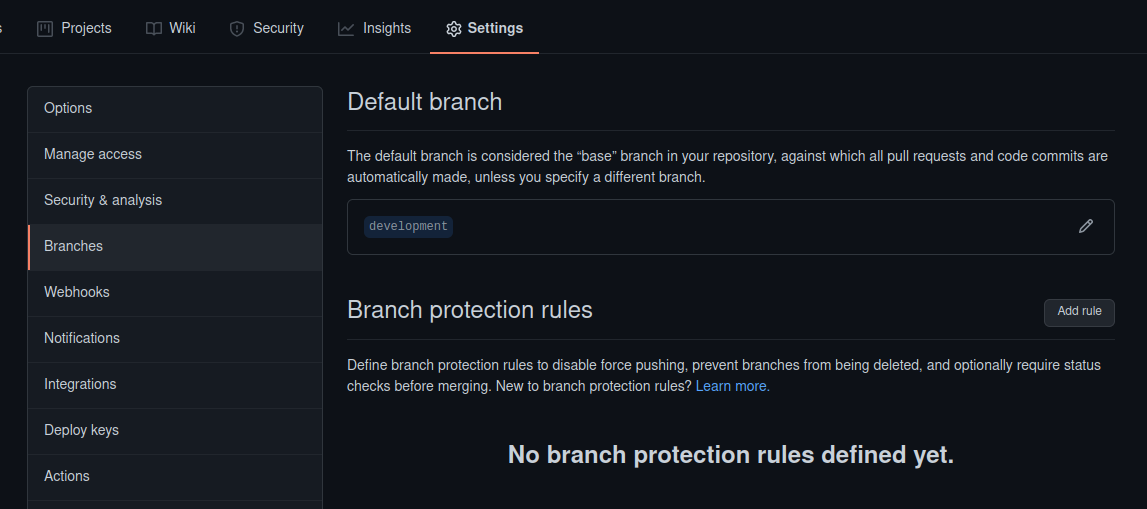 s Projects Wiki Security Insights Settings
Options
Manage access
Security & analysis
Branches
Webhooks
Notifications
Integrations
Deploy keys
Actions
Default branch
The default branch is considered the “base” branch in your repository, against which all pull requests and code commits are
automatically made, unless you specify a different branch.
development
Branch protection rules
Add rule
Define branch protection rules to disable force pushing, prevent branches from being deleted, and optionally require status
checks before merging. New to branch protection rules? Learn more.
No branch protection rules defined yet.